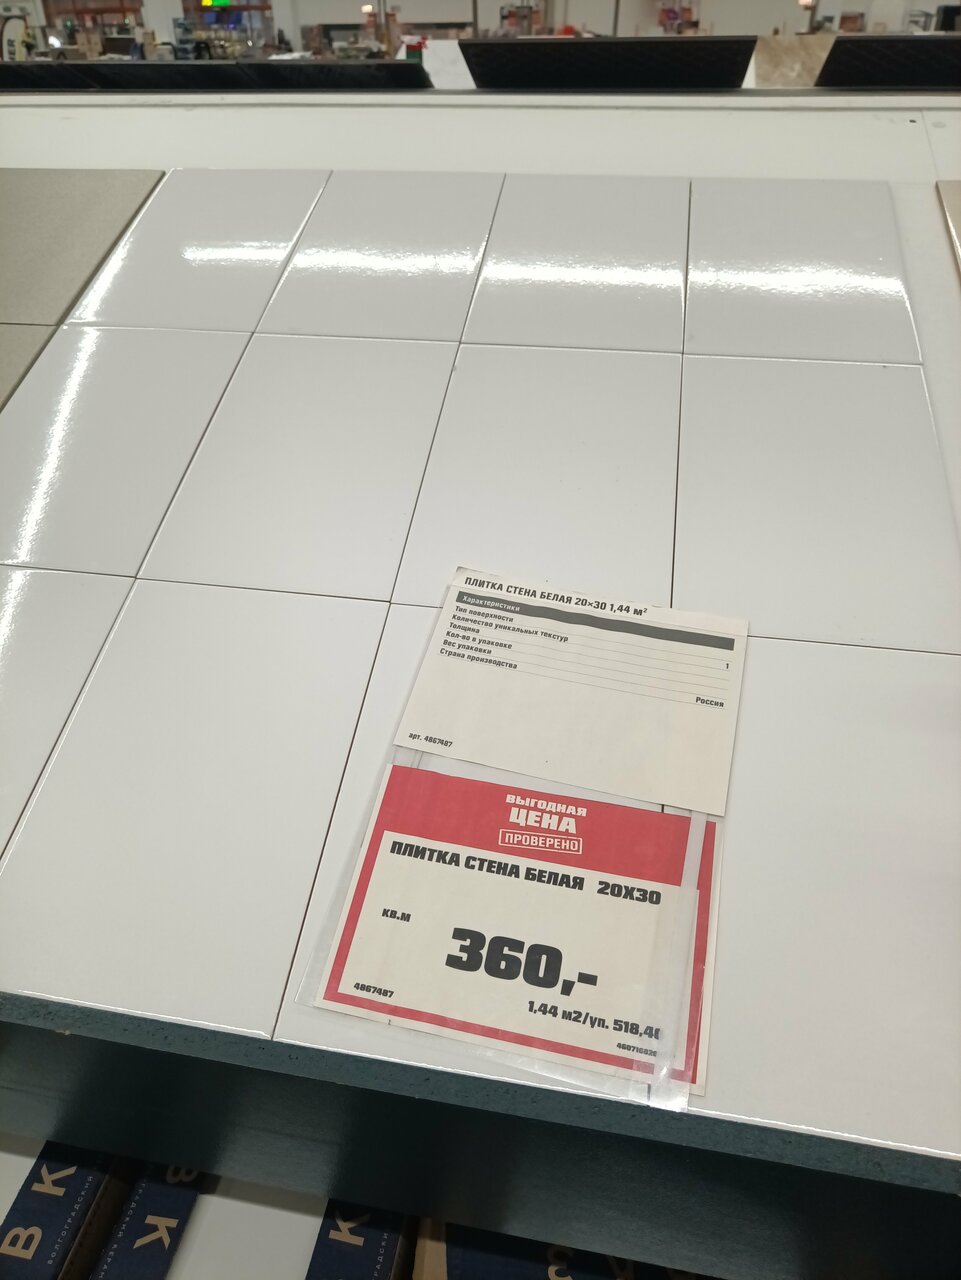 ПЛИТКА СТЕНА БЕЛАЯ 20×30 1,44 м²
Характеристики
Тип поверхности
Количество уникальных текстур 1
Толщина
Кол-во в упаковке
Вес упаковки
Страна производства Россия
арт. 4867487
ВЫГОДНАЯ
ЦЕНА
ПРОВЕРЕНО
ПЛИТКА СТЕНА БЕЛАЯ 20X30
КВ.М
360,-
4867487
1,44 м2/уп. 518,40
В К
ВОЛГОГРАДСКИЙ